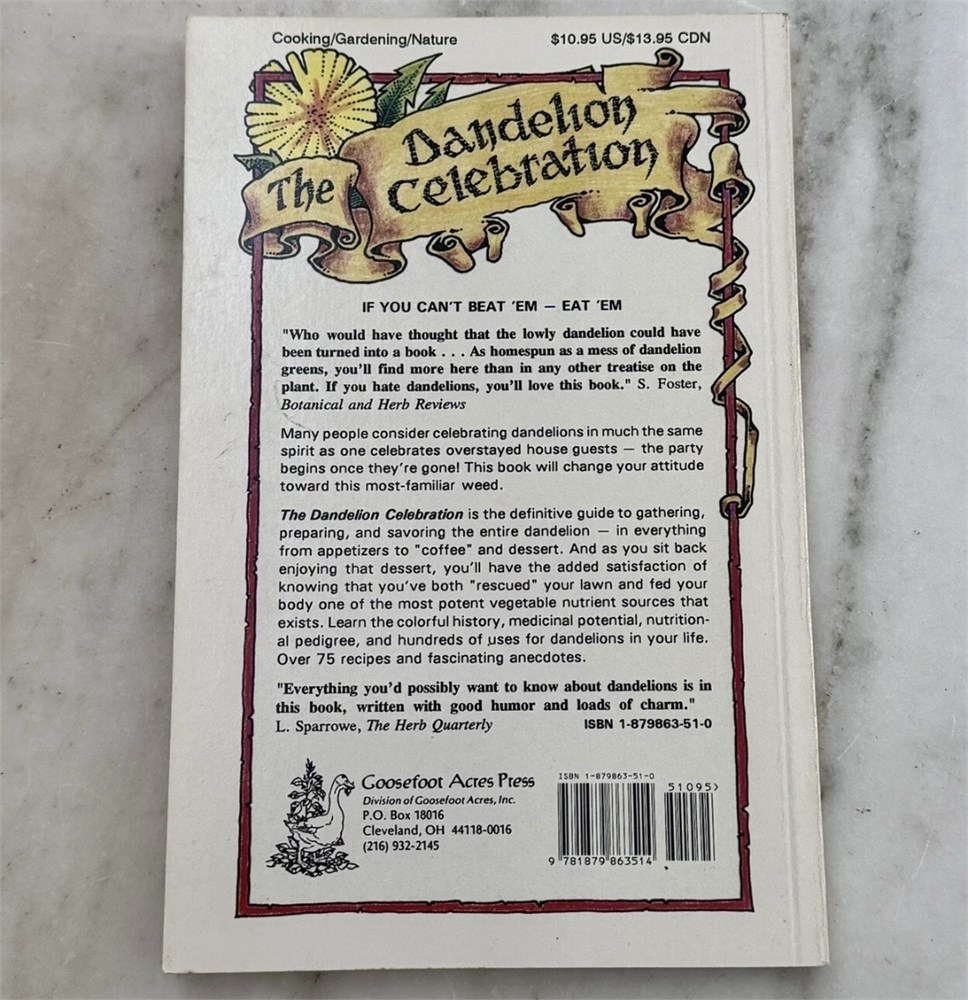 Cooking/Gardening/Nature $10.95 US/$13.95 CDN
The Dandelion
Celebration
IF YOU CAN'T BEAT 'EM — EAT 'EM
"Who would have thought that the lowly dandelion could have
been turned into a book . . . As homespun as a mess of dandelion
greens, you'll find more here than in any other treatise on the
plant. If you hate dandelions, you'll love this book." S. Foster,
Botanical and Herb Reviews
Many people consider celebrating dandelions in much the same
spirit as one celebrates overstayed house guests — the party
begins once they're gone! This book will change your attitude
toward this most-familiar weed.
The Dandelion Celebration is the definitive guide to gathering,
preparing, and savoring the entire dandelion — in everything
from appetizers to "coffee" and dessert. And as you sit back
enjoying that dessert, you'll have the added satisfaction of
knowing that you've both "rescued" your lawn and fed your
body one of the most potent vegetable nutrient sources that
exists. Learn the colorful history, medicinal potential, nutrition-
al pedigree, and hundreds of uses for dandelions in your life.
Over 75 recipes and fascinating anecdotes.
"Everything you'd possibly want to know about dandelions is in
this book, written with good humor and loads of charm."
L. Sparrowe, The Herb Quarterly ISBN 1-879863-51-0
Goosefoot Acres Press
Division of Goosefoot Acres, Inc.
P.O. Box 18016
Cleveland, OH 44118-0016
(216) 932-2145
ISBN 1-879863-51-0
51095>
9 781879 863514